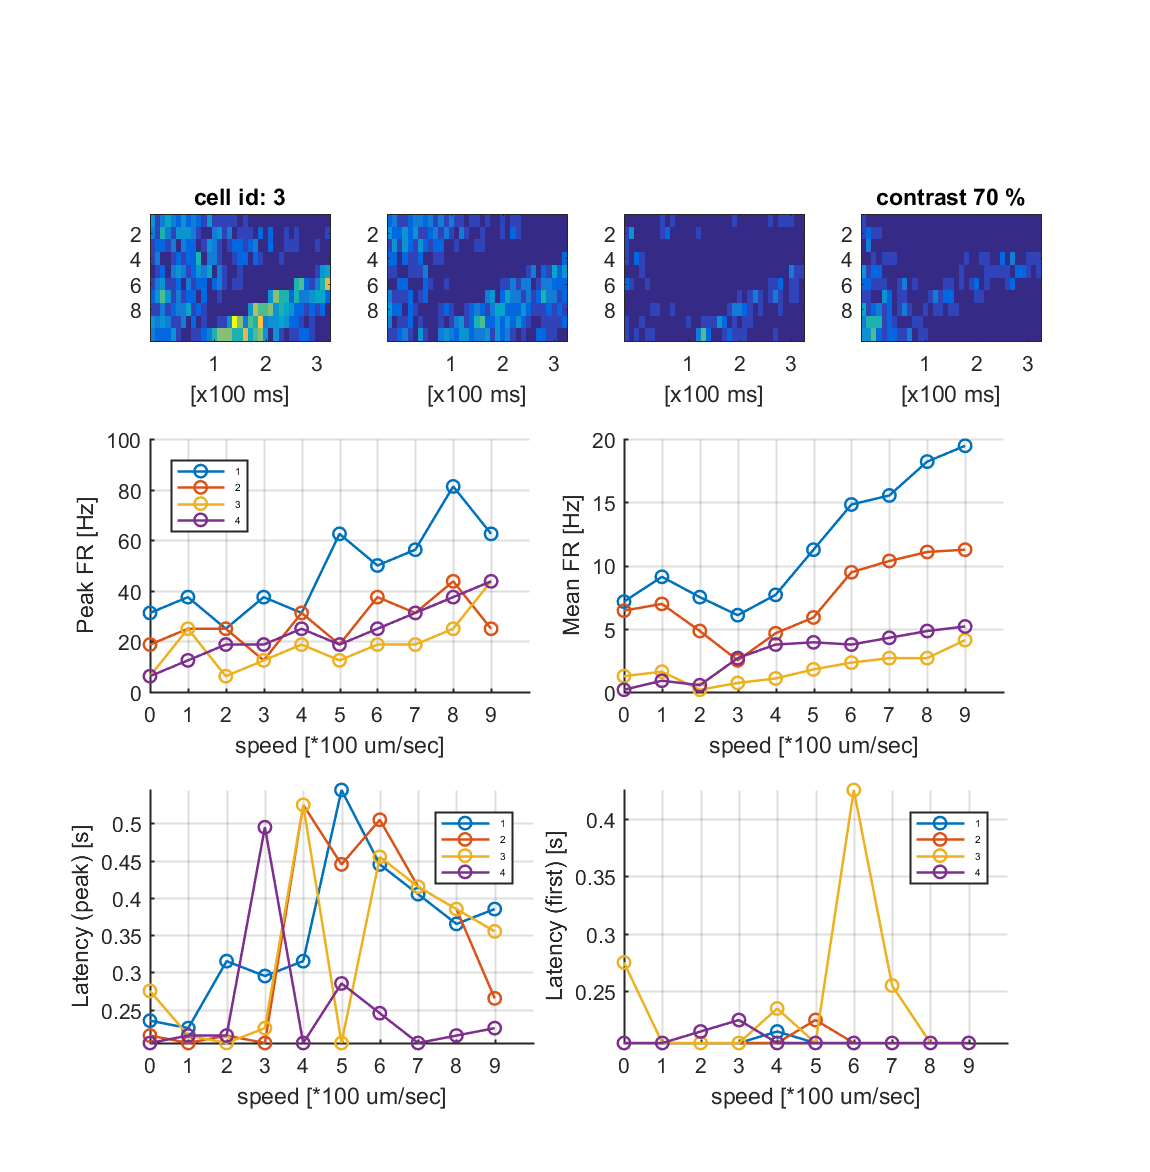 cell id: 3
contrast 70 %
2
4
6
8
1 2 3
[x100 ms]
2
4
6
8
1 2 3
[x100 ms]
2
4
6
8
1 2 3
[x100 ms]
2
4
6
8
1 2 3
[x100 ms]
Peak FR [Hz]
100
80
60
40
20
0
1
2
3
4
0 1 2 3 4 5 6 7 8 9
speed [*100 um/sec]
Mean FR [Hz]
20
15
10
5
0
0 1 2 3 4 5 6 7 8 9
speed [*100 um/sec]
Latency (peak) [s]
0.5
0.45
0.4
0.35
0.3
0.25
1
2
3
4
0 1 2 3 4 5 6 7 8 9
speed [*100 um/sec]
Latency (first) [s]
0.4
0.35
0.3
0.25
1
2
3
4
0 1 2 3 4 5 6 7 8 9
speed [*100 um/sec]